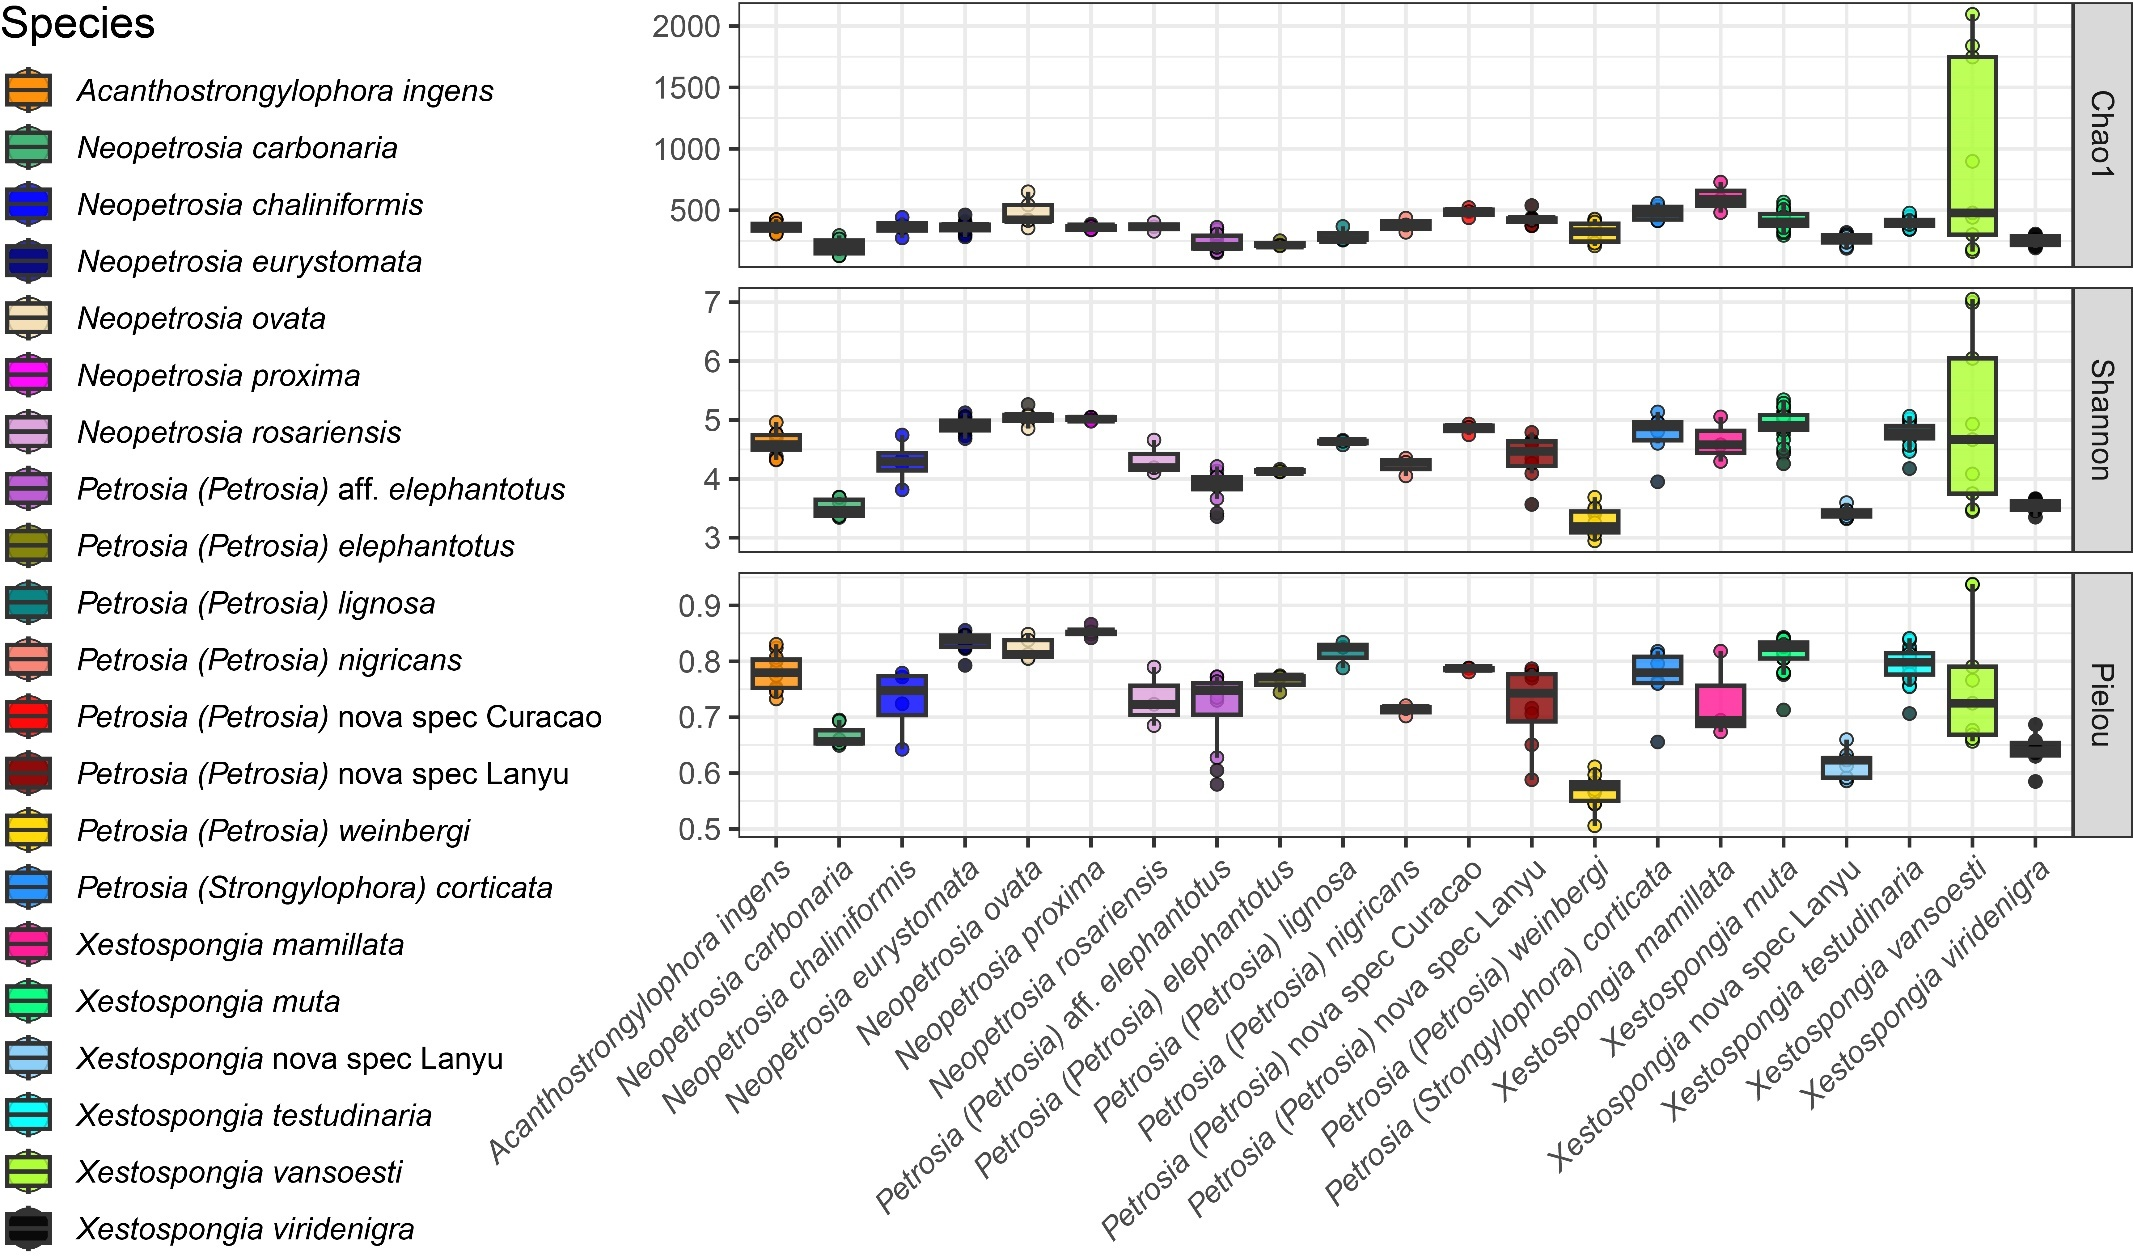 Species
Acanthostrongylophora ingens
Neopetrosia carbonaria
Neopetrosia chaliniformis
Neopetrosia eurystomata
Neopetrosia ovata
Neopetrosia proxima
Neopetrosia rosariensis
Petrosia (Petrosia) aff. elephantotus
Petrosia (Petrosia) elephantotus
Petrosia (Petrosia) lignosa
Petrosia (Petrosia) nigricans
Petrosia (Petrosia) nova spec Curacao
Petrosia (Petrosia) nova spec Lanyu
Petrosia (Petrosia) weinbergi
Petrosia (Strongylophora) corticata
Xestospongia mamillata
Xestospongia muta
Xestospongia nova spec Lanyu
Xestospongia testudinaria
Xestospongia vansoesti
Xestospongia viridenigra
2000
1500
1000
500
Chao1
7
6
5
4
3
Shannon
0.9
0.8
0.7
0.6
0.5
Pielou
Acanthostrongylophora ingens
Neopetrosia carbonaria
Neopetrosia chaliniformis
Neopetrosia eurystomata
Neopetrosia ovata
Neopetrosia proxima
Neopetrosia rosariensis
Petrosia (Petrosia) aff. elephantotus
Petrosia (Petrosia) elephantotus
Petrosia (Petrosia) lignosa
Petrosia (Petrosia) nigricans
Petrosia (Petrosia) nova spec Curacao
Petrosia (Petrosia) nova spec Lanyu
Petrosia (Petrosia) weinbergi
Petrosia (Strongylophora) corticata
Xestospongia mamillata
Xestospongia muta
Xestospongia nova spec Lanyu
Xestospongia testudinaria
Xestospongia vansoesti
Xestospongia viridenigra